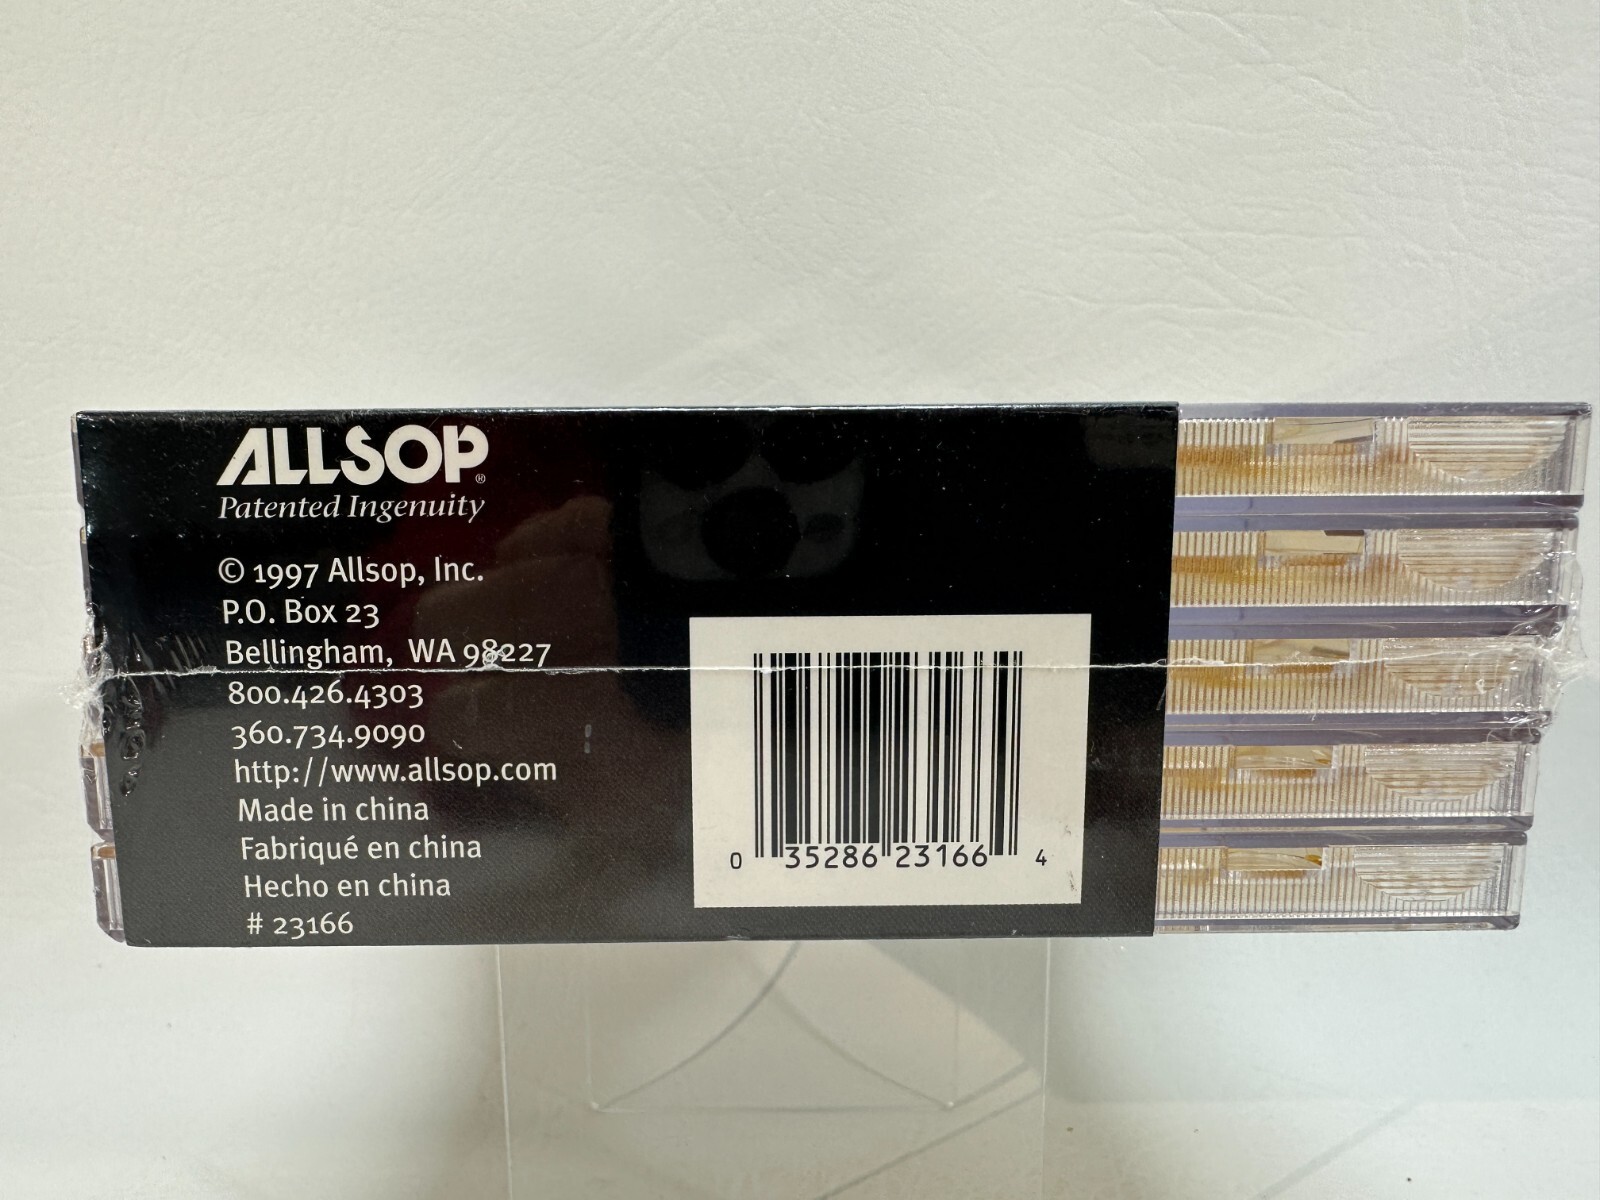 ALLSOP®
Patented Ingenuity
© 1997 Allsop, Inc.
P.O. Box 23
Bellingham, WA 98227
800.426.4303
360.734.9090
http://www.allsop.com
Made in china
Fabriqué en china
Hecho en china
# 23166
0 35286 23166 4